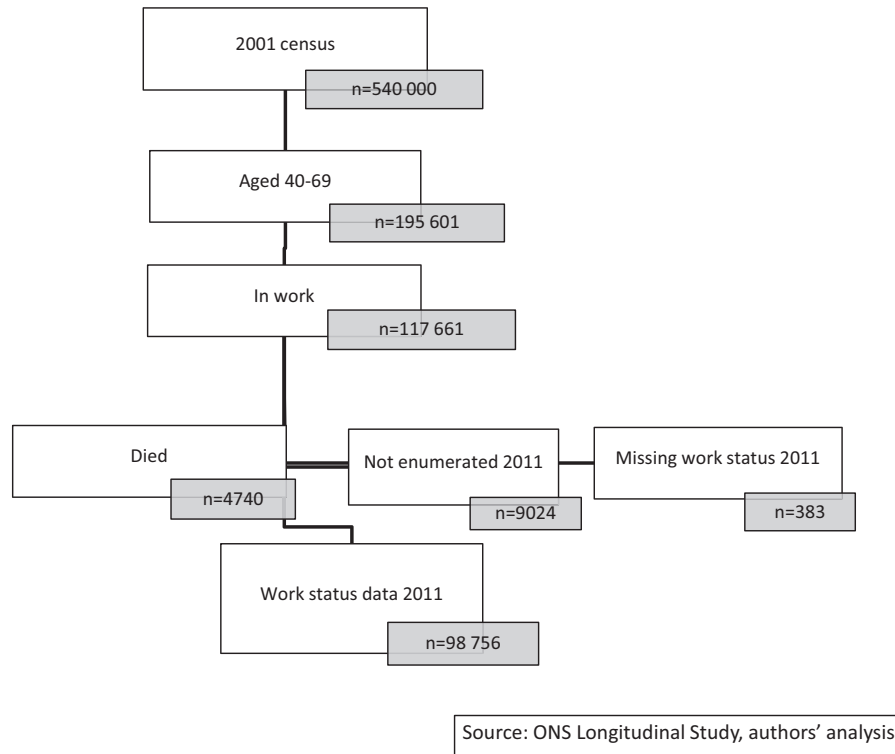 2001 census
n=540 000
Aged 40-69
n=195 601
In work
n=117 661
Died
n=4740
Not enumerated 2011
n=9024
Missing work status 2011
n=383
Work status data 2011
n=98 756
Source: ONS Longitudinal Study, authors’ analysis